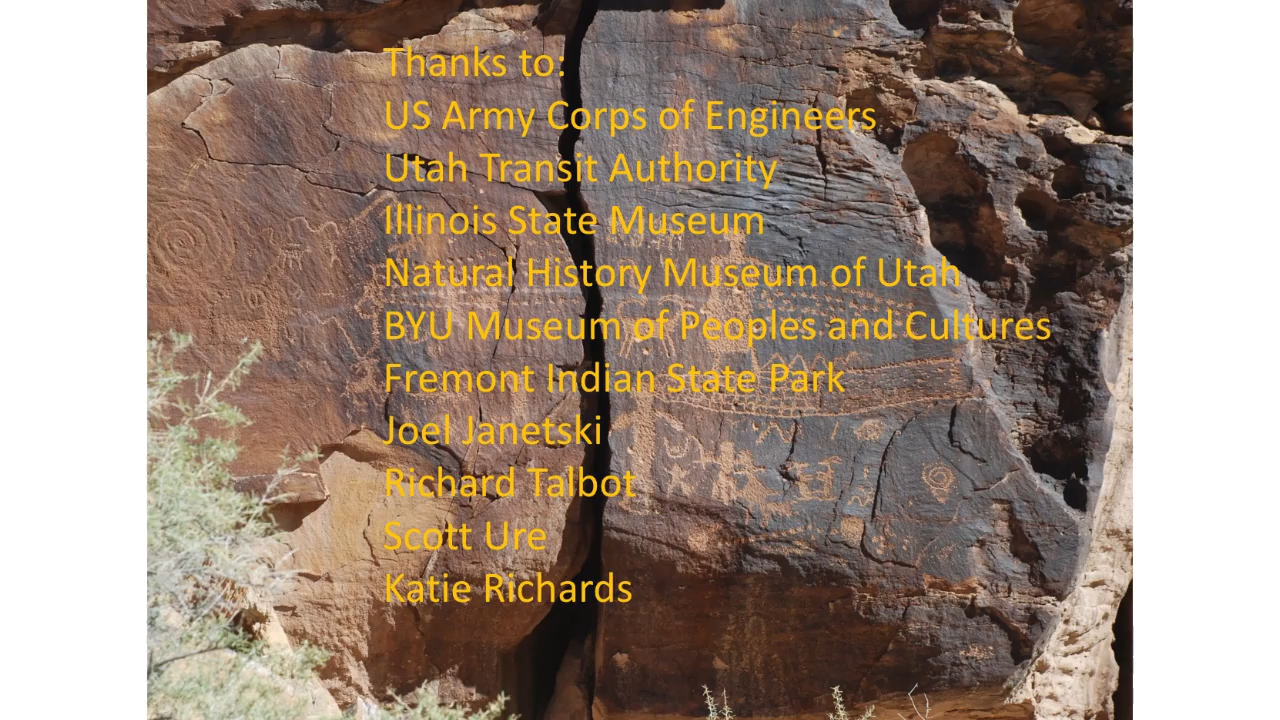 Thanks to:
US Army Corps of Engineers
Utah Transit Authority
Illinois State Museum
Natural History Museum of Utah
BYU Museum of Peoples and Cultures
Fremont Indian State Park
Joel Janetski
Richard Talbot
Scott Ure
Katie Richards